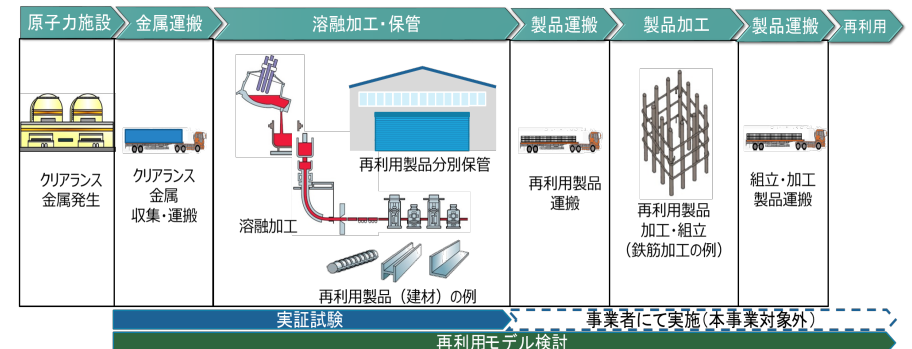 原子力施設
金属運搬
溶融加工・保管
製品運搬
製品加工
製品運搬
再利用
クリアランス
金属発生
クリアランス
金属
収集・運搬
溶融加工
再利用製品分別保管
再利用製品（建材）の例
再利用製品
運搬
再利用製品
加工・組立
（鉄筋加工の例）
組立・加工
製品運搬
実証試験
事業者にて実施(本事業対象外)
再利用モデル検討